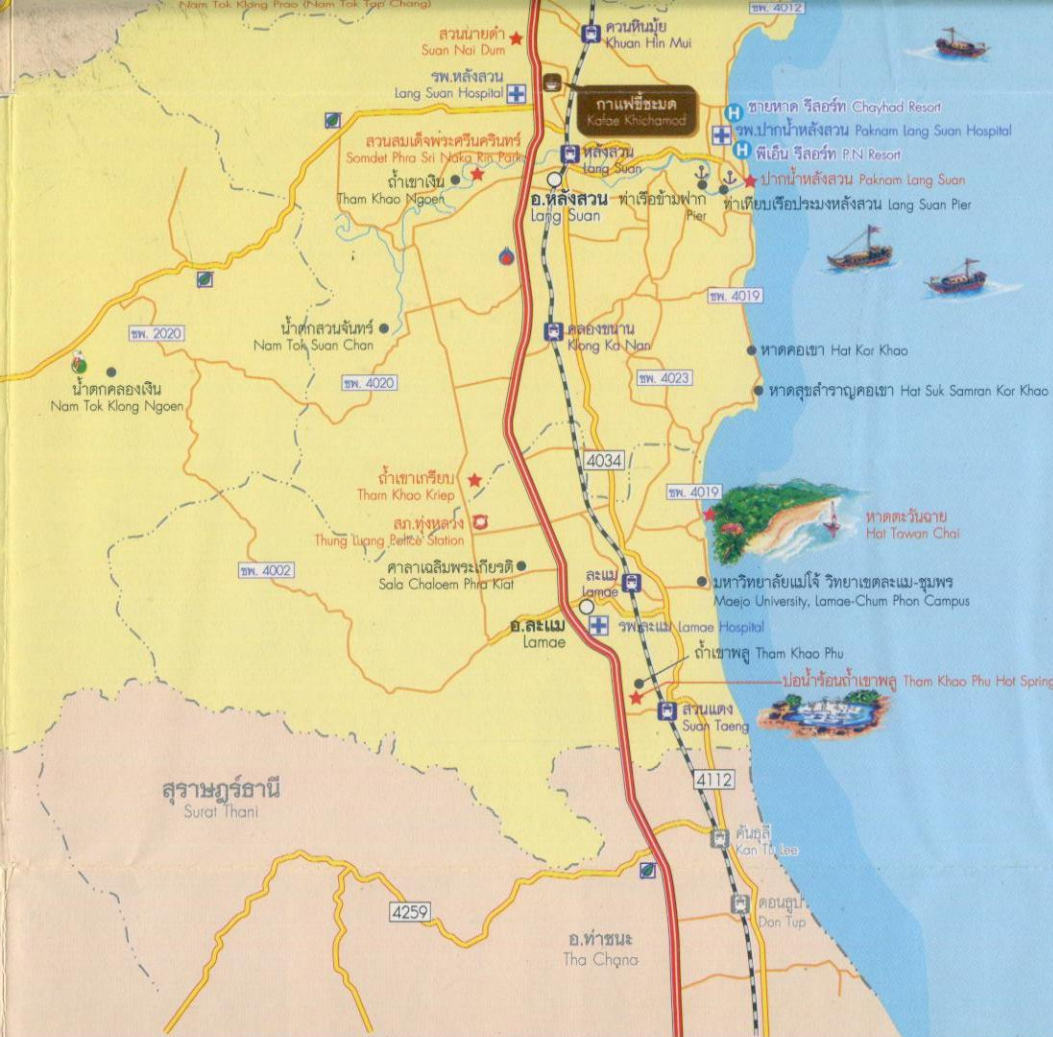 Nam Tok Klong Prao (Nam Tok Tap Chang)
ชพ. 4012
สวนนายดำ
Suan Nai Dum
ควนหินมุ้ย
Khuan Hin Mui
รพ.หลังสวน
Lang Suan Hospital
กาแฟขี้ชะมด
Kafae Khichamod
ชายหาด รีสอร์ท Chayhad Resort
รพ.ปากน้ำหลังสวน Paknam Lang Suan Hospital
พีเอ็น รีสอร์ท P.N Resort
สวนสมเด็จพระศรีนครินทร์
Somdet Phra Sri Naka Rin Park
หลังสวน
Lang Suan
ถ้ำเขาเงิน
Tham Khao Ngoen
ปากน้ำหลังสวน Paknam Lang Suan
อ.หลังสวน
Lang Suan
ท่าเรือข้ามฟาก
Pier
ท่าเทียบเรือประมงหลังสวน Lang Suan Pier
ชพ. 4019
ชพ. 2020
น้ำตกสวนจันทร์
Nam Tok Suan Chan
คลองขนาน
Klong Ka Nan
หาดคอเขา Hat Kor Khao
น้ำตกคลองเงิน
Nam Tok Klong Ngoen
ชพ. 4020
ชพ. 4023
หาดสุขสำราญคอเขา Hat Suk Samran Kor Khao
4034
ถ้ำเขาเกรียบ
Tham Khao Kriep
ชพ. 4019
สภ.ทุ่งหลวง
Thung Luang Police Station
หาดตะวันฉาย
Hat Tawan Chai
ชพ. 4002
ศาลาเฉลิมพระเกียรติ
Sala Chaloem Phra Kiat
ละแม
Lamae
มหาวิทยาลัยแม่โจ้ วิทยาเขตละแม-ชุมพร
Maejo University, Lamae-Chum Phon Campus
อ.ละแม
Lamae
รพ.ละแม Lamae Hospital
ถ้ำเขาพลู Tham Khao Phu
บ่อน้ำร้อนถ้ำเขาพลู Tham Khao Phu Hot Spring
สวนแตง
Suan Taeng
สุราษฎร์ธานี
Surat Thani
4112
คันธุลี
Kan Tu Lee
4259
ดอนธูป
Don Tup
อ.ท่าชนะ
Tha Chana